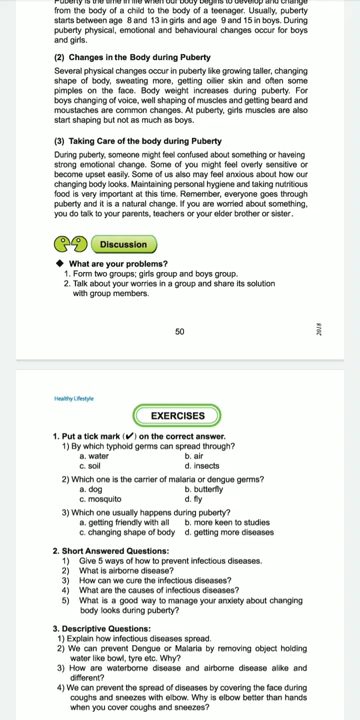 Puberty is the time in life when our body begins to develop and change
from the body of a child to the body of a teenager. Usually, puberty
starts between age 8 and 13 in girls and age 9 and 15 in boys. During
puberty physical, emotional and behavioural changes occur for boys
and girls.
(2) Changes in the Body during Puberty
Several physical changes occur in puberty like growing taller, changing
shape of body, sweating more, getting oilier skin and often some
pimples on the face. Body weight increases during puberty. For
boys changing of voice, well shaping of muscles and getting beard and
moustaches are common changes. At puberty, girls muscles are also
start shaping but not as much as boys.
(3) Taking Care of the body during Puberty
During puberty, someone might feel confused about something or haveing
strong emotional change. Some of you might feel overly sensitive or
become upset easily. Some of us also may feel anxious about how our
changing body looks. Maintaining personal hygiene and taking nutritious
food is very important at this time. Remember, everyone goes through
puberty and it is a natural change. If you are worried about something,
you do talk to your parents, teachers or your elder brother or sister.
Discussion
◆ What are your problems?
1. Form two groups; girls group and boys group.
2. Talk about your worries in a group and share its solution
with group members.
50
2018
Healthy Lifestyle
EXERCISES
1. Put a tick mark (✔) on the correct answer.
1) By which typhoid germs can spread through?
a. water b. air
c. soil d. insects
2) Which one is the carrier of malaria or dengue germs?
a. dog b. butterfly
c. mosquito d. fly
3) Which one usually happens during puberty?
a. getting friendly with all b. more keen to studies
c. changing shape of body d. getting more diseases
2. Short Answered Questions:
1) Give 5 ways of how to prevent infectious diseases.
2) What is airborne disease?
3) How can we cure the infectious diseases?
4) What are the causes of infectious diseases?
5) What is a good way to manage your anxiety about changing
body looks during puberty?
3. Descriptive Questions:
1) Explain how infectious diseases spread.
2) We can prevent Dengue or Malaria by removing object holding
water like bowl, tyre etc. Why?
3) How are waterborne disease and airborne disease alike and
different?
4) We can prevent the spread of diseases by covering the face during
coughs and sneezes with elbow. Why is elbow better than hands
when you cover coughs and sneezes?